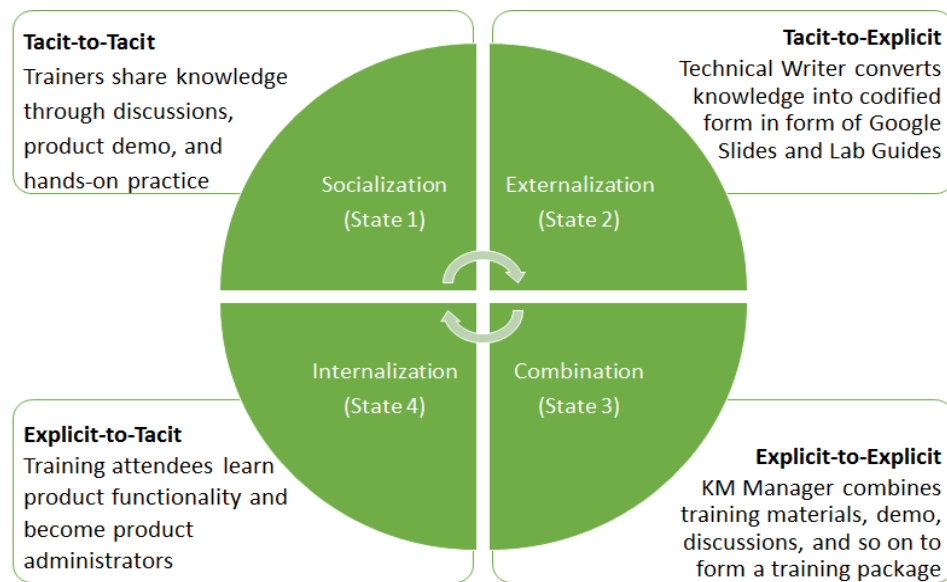 Tacit-to-Tacit
Trainers share knowledge
through discussions,
product demo, and
hands-on practice
Tacit-to-Explicit
Technical Writer converts
knowledge into codified
form in form of Google
Slides and Lab Guides
Socialization
(State 1)
Externalization
(State 2)
Internalization
(State 4)
Combination
(State 3)
Explicit-to-Tacit
Training attendees learn
product functionality and
become product
administrators
Explicit-to-Explicit
KM Manager combines
training materials, demo,
discussions, and so on to
form a training package